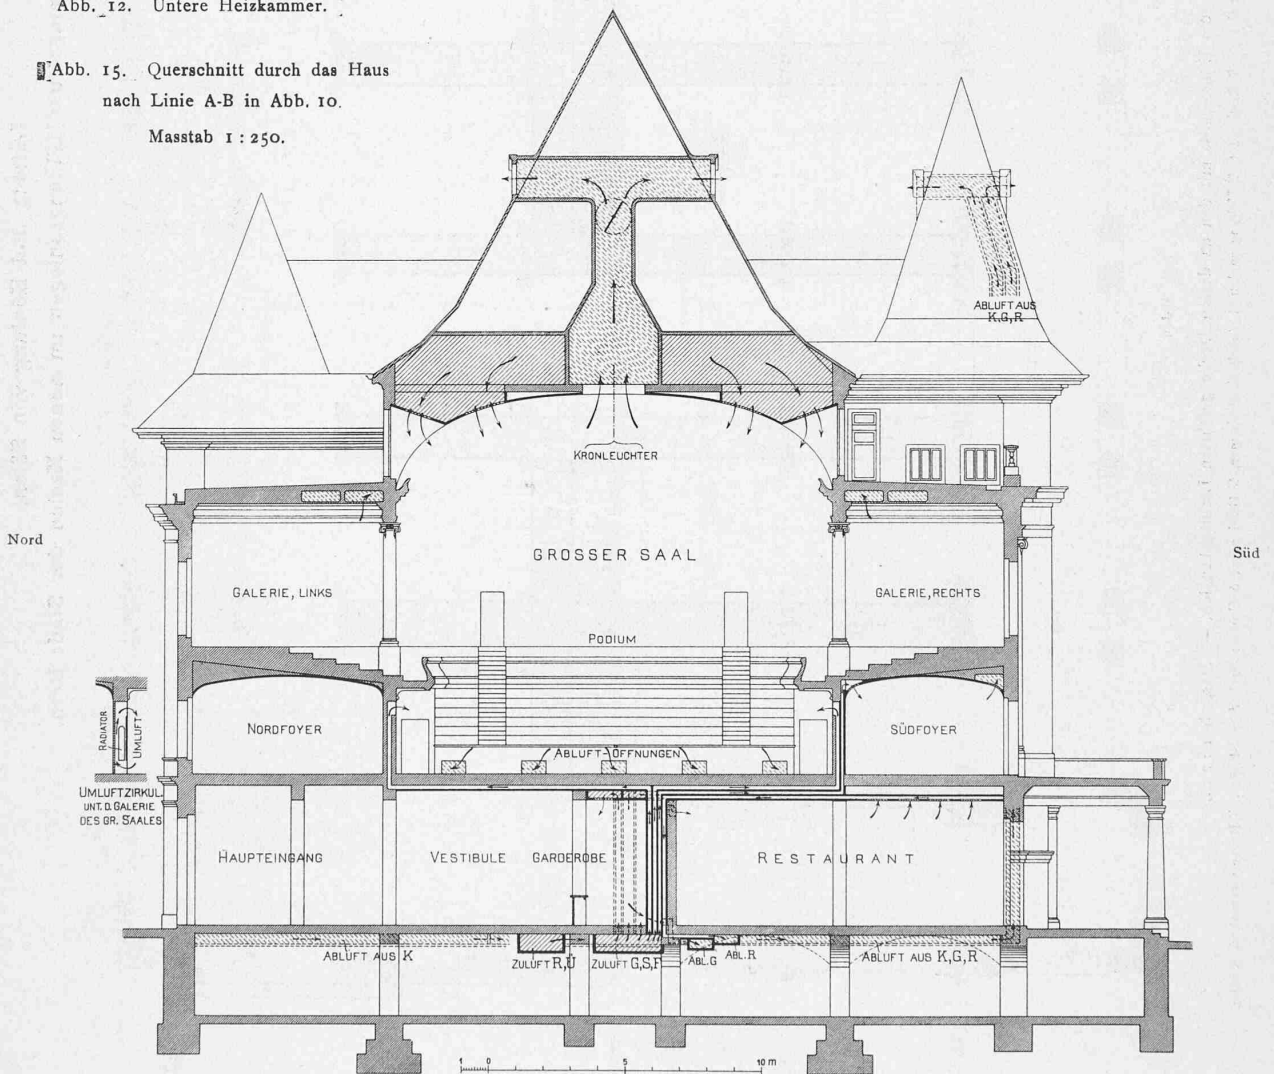 Abb. 12. Untere Heizkammer.
Abb. 15. Querschnitt durch das Haus
nach Linie A-B in Abb. 10.
Masstab 1 : 250.
ABLUFT AUS
K,G,R
KRONLEUCHTER
Nord
Süd
GROSSER SAAL
GALERIE, LINKS
GALERIE, RECHTS
PODIUM
RADIATOR
UMLUFT
NORDFOYER
SÜDFOYER
ABLUFT-ÖFFNUNGEN
UMLUFTZIRKUL.
UNT. D. GALERIE
DES GR. SAALES
HAUPTEINGANG
VESTIBULE
GARDEROBE
RESTAURANT
ABLUFT AUS K
ZULUFT R,U
ZULUFT G,S,F
ABL.G
ABL.R
ABLUFT AUS K,G,R
1 0 5 10 m